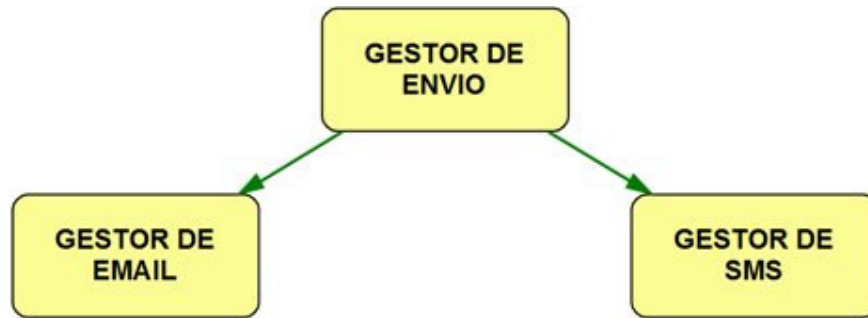 GESTOR DE
ENVIO
GESTOR DE
EMAIL
GESTOR DE
SMS